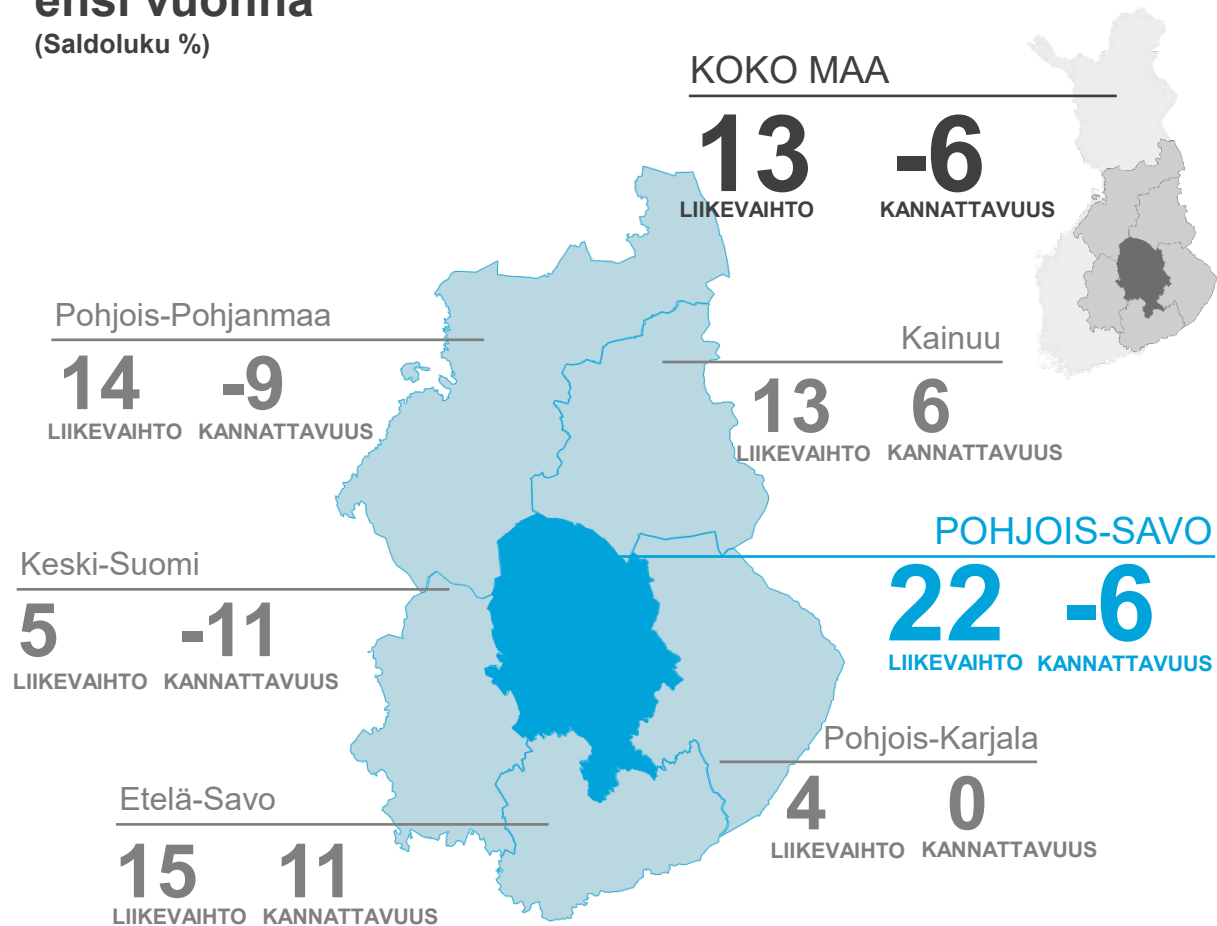 ensi vuonna
(Saldoluku %)
KOKO MAA
13 -6
LIIKEVAIHTO KANNATTAVUUS
Pohjois-Pohjanmaa
14 -9
LIIKEVAIHTO KANNATTAVUUS
Kainuu
13 6
LIIKEVAIHTO KANNATTAVUUS
POHJOIS-SAVO
22 -6
LIIKEVAIHTO KANNATTAVUUS
Keski-Suomi
5 -11
LIIKEVAIHTO KANNATTAVUUS
Pohjois-Karjala
4 0
LIIKEVAIHTO KANNATTAVUUS
Etelä-Savo
15 11
LIIKEVAIHTO KANNATTAVUUS